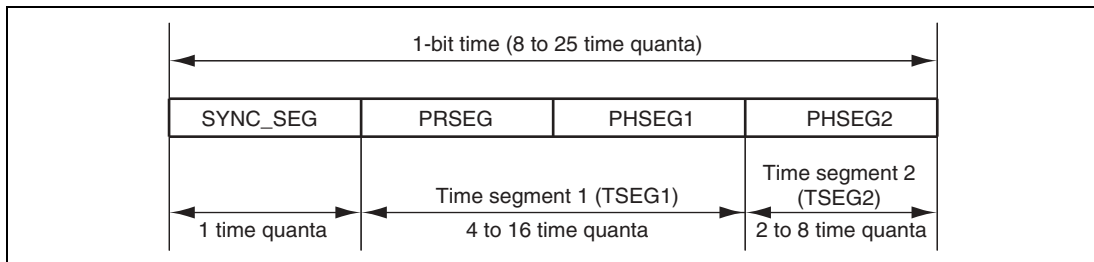 1-bit time (8 to 25 time quanta)
SYNC_SEG PRSEG PHSEG1 PHSEG2
Time segment 1 (TSEG1) Time segment 2
(TSEG2)
1 time quanta 4 to 16 time quanta 2 to 8 time quanta